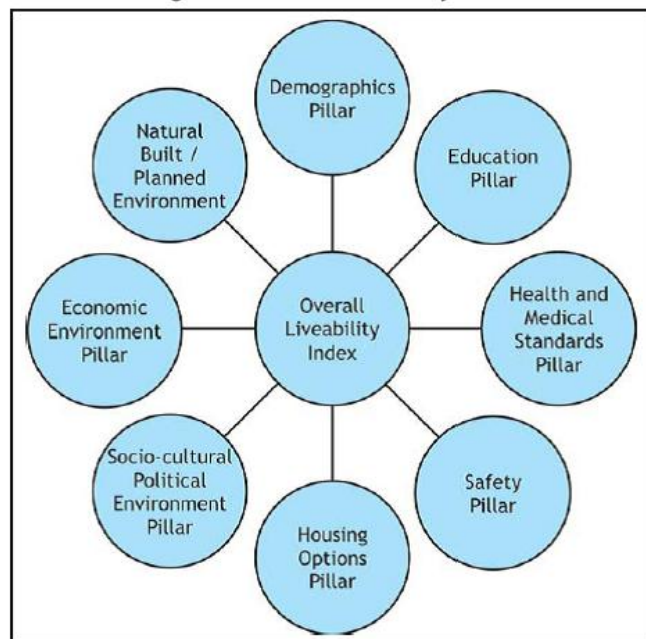 Demographics
Pillar
Education
Pillar
Health and
Medical
Standards
Pillar
Safety
Pillar
Housing
Options
Pillar
Socio-cultural
Political
Environment
Pillar
Economic
Environment
Pillar
Natural
Built /
Planned
Environment
Overall
Liveability
Index